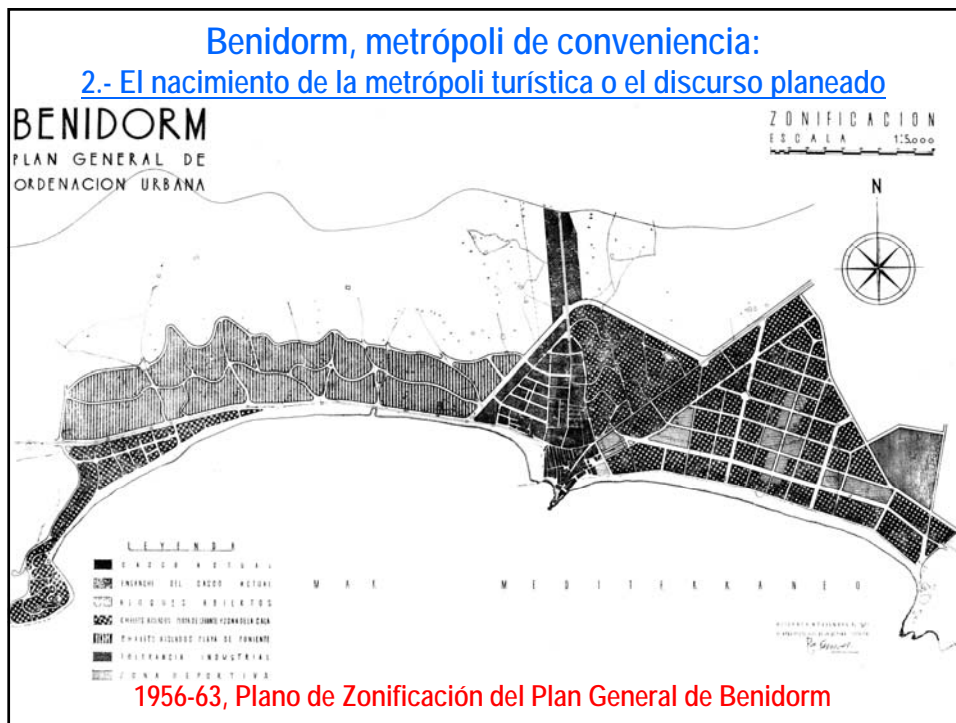 Benidorm, metrópoli de conveniencia:
2.- El nacimiento de la metrópoli turística o el discurso planeado
BENIDORM
PLAN GENERAL DE
ORDENACION URBANA
ZONIFICACION
ESCALA 1:5.000
N
LEYENDA
CASCO ACTUAL
ENSANCHE DEL CASCO ACTUAL
BLOQUES ABIERTOS
CHALETS AISLADOS PLAYA DE LEVANTE Y ZONA DE LA CALA
CHALETS AISLADOS PLAYA DE PONIENTE
TOLERANCIA INDUSTRIAS
ZONA DEPORTIVA
MAR MEDITERRANEO
1956-63, Plano de Zonificación del Plan General de Benidorm